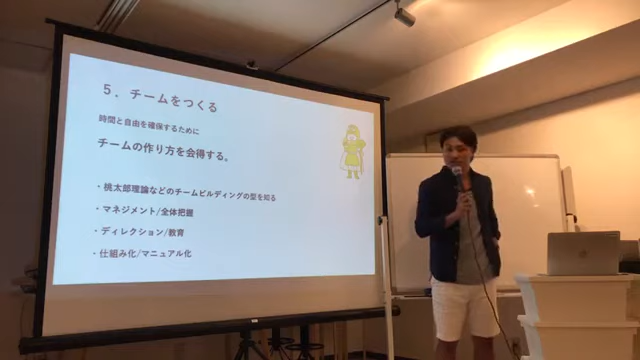 5. チームをつくる
時間と自由を確保するために
チームの作り方を会得する。
・桃太郎理論などのチームビルディングの型を知る
・マネジメント/全体把握
・ディレクション/教育
・仕組み化/マニュアル化